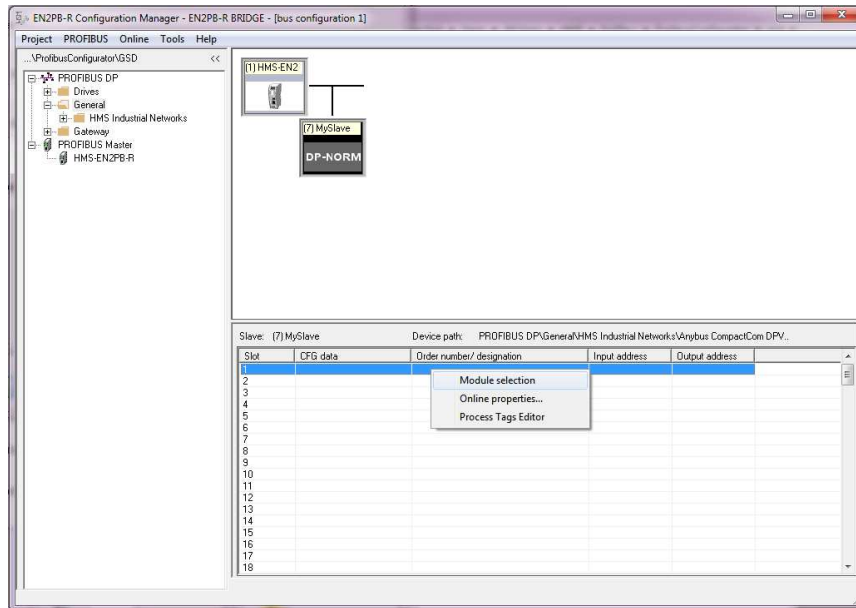 EN2PB-R Configuration Manager - EN2PB-R BRIDGE - [bus configuration 1]
Project PROFIBUS Online Tools Help
...\ProfibusConfigurator\GSD <<
PROFIBUS DP
Drives
General
HMS Industrial Networks
Gateway
PROFIBUS Master
HMS-EN2PB-R
(1) HMS-EN2
(7) MySlave
DP-NORM
Slave: (7) MySlave Device path: PROFIBUS DP\General\HMS Industrial Networks\Anybus CompactCom DPV..
Slot CFG data Order number/ designation Input address Output address
1
2
3
4
5
6
7
8
9
10
11
12
13
14
15
16
17
18
Module selection
Online properties...
Process Tags Editor